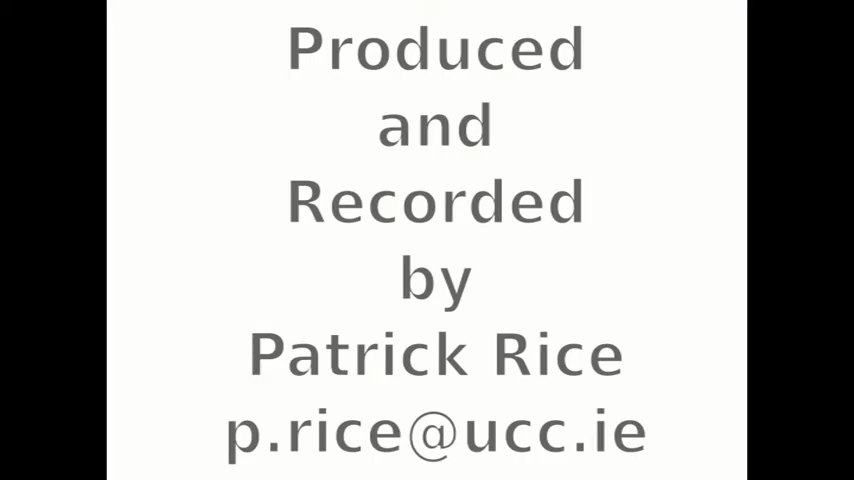 Produced
and
Recorded
by
Patrick Rice
p.rice@ucc.ie